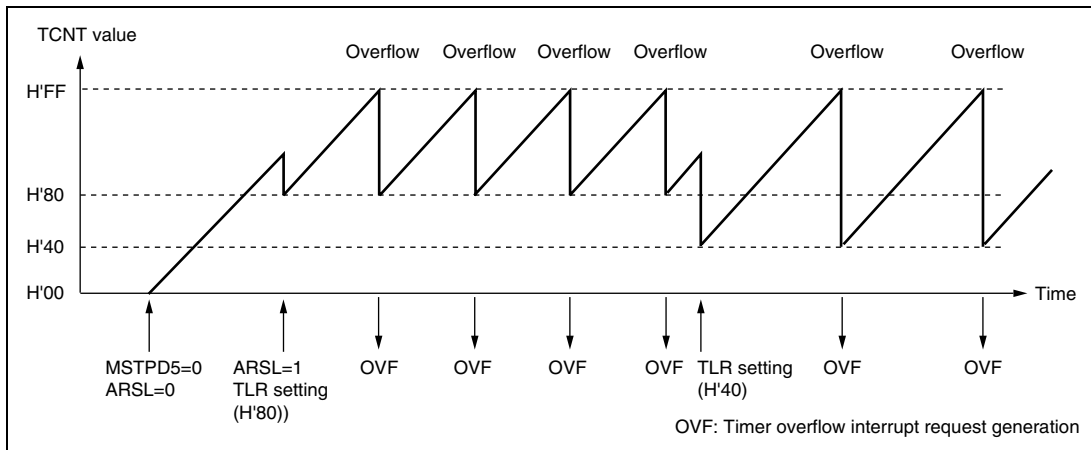 TCNT value
Overflow Overflow Overflow Overflow Overflow Overflow
H'FF
H'80
H'40
H'00
Time
MSTPD5=0
ARSL=0
ARSL=1
TLR setting
(H'80))
OVF OVF OVF OVF
TLR setting
(H'40)
OVF OVF
OVF: Timer overflow interrupt request generation